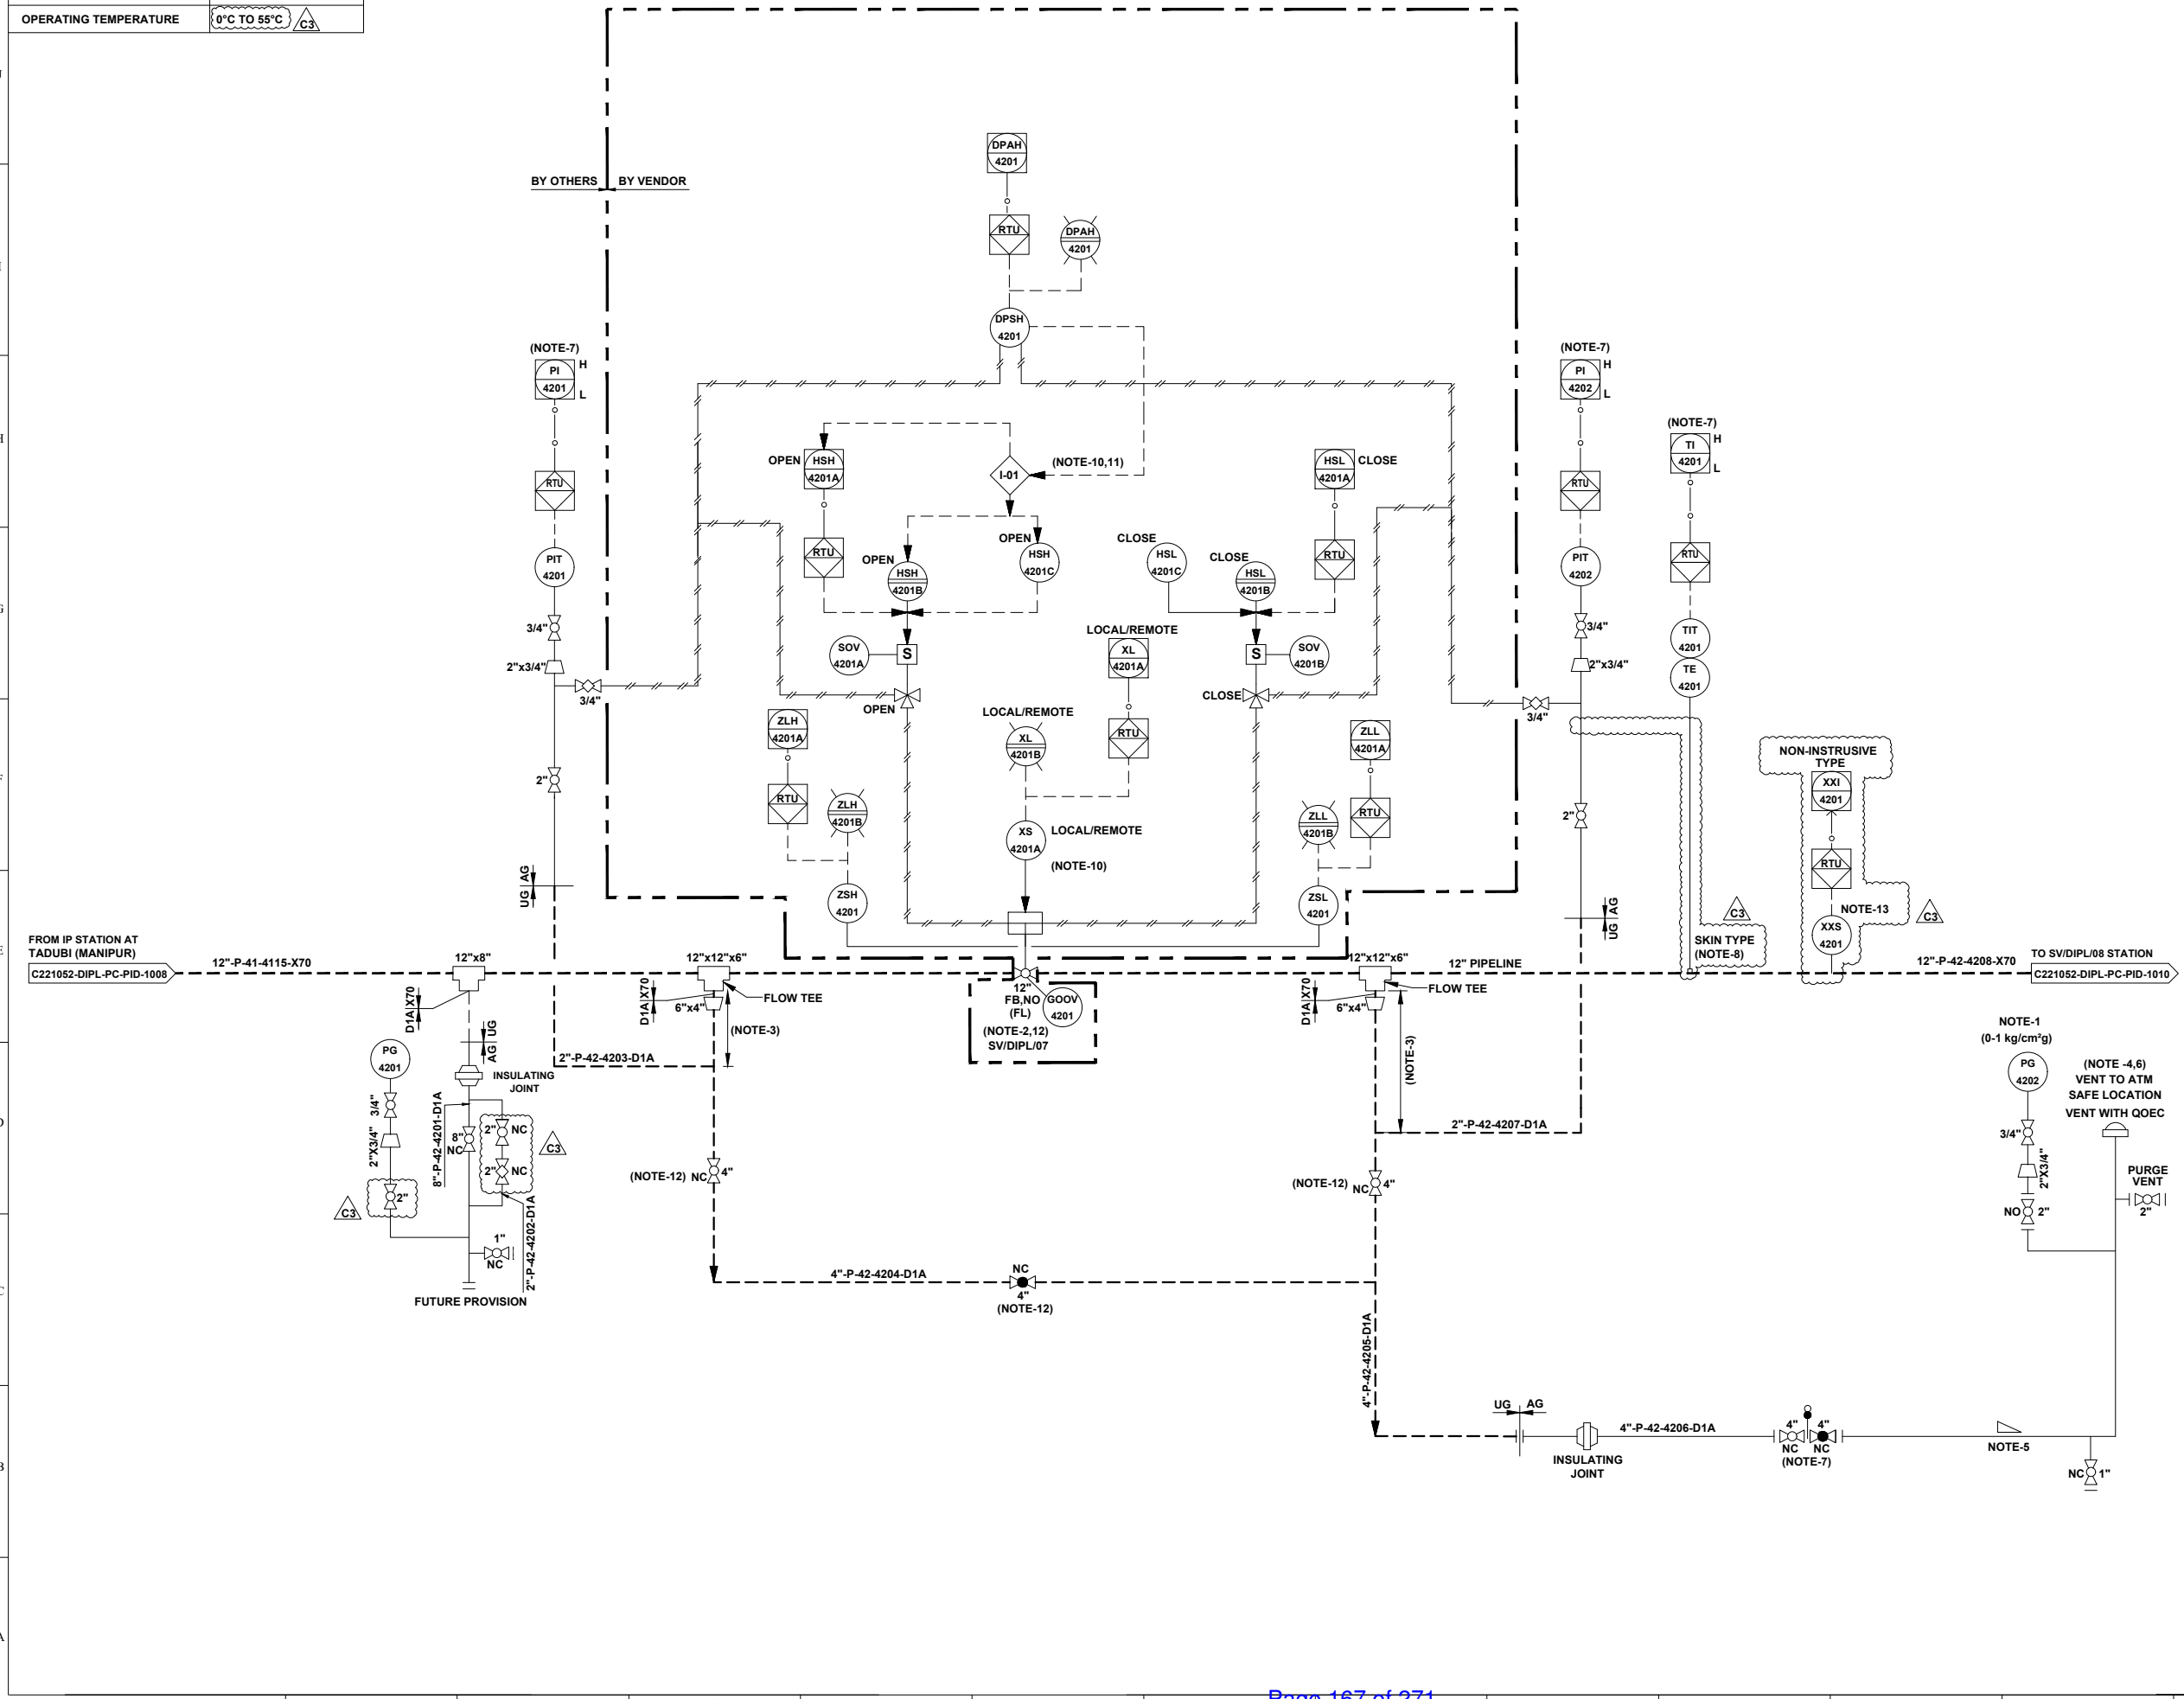 OPERATING TEMPERATURE 0°C TO 55°C C3
BY OTHERS BY VENDOR
DPAH
4201
RTU
DPAH
4201
DPSH
4201
(NOTE-7)
PI
4201
H
L
RTU
PIT
4201
3/4"
2"x3/4"
3/4"
2"
UG AG
OPEN
HSH
4201A
RTU
I-01
(NOTE-10,11)
OPEN
HSH
4201B
OPEN
HSH
4201C
CLOSE
HSL
4201C
CLOSE
HSL
4201B
HSL
4201A
CLOSE
RTU
SOV
4201A
S
OPEN
S
SOV
4201B
CLOSE
LOCAL/REMOTE
XL
4201A
RTU
LOCAL/REMOTE
XL
4201B
XS
4201A
LOCAL/REMOTE
(NOTE-10)
ZLH
4201A
RTU
ZLH
4201B
ZSH
4201
ZLL
4201A
RTU
ZLL
4201B
ZSL
4201
(NOTE-7)
PI
4202
H
L
RTU
PIT
4202
3/4"
2"x3/4"
3/4"
2"
UG AG
(NOTE-7)
TI
4201
H
L
RTU
TIT
4201
TE
4201
C3
SKIN TYPE
(NOTE-8)
NON-INSTRUSIVE
TYPE
XXI
4201
RTU
NOTE-13
XXS
4201
C3
FROM IP STATION AT
TADUBI (MANIPUR)
C221052-DIPL-PC-PID-1008
12"-P-41-4115-X70
12"x8"
12"x12"x6"
FLOW TEE
12"
FB,NO
(FL)
(NOTE-2,12)
SV/DIPL/07
GOOV
4201
12"x12"x6"
FLOW TEE
12" PIPELINE
12"-P-42-4208-X70
TO SV/DIPL/08 STATION
C221052-DIPL-PC-PID-1010
D1A X70
D1A X70
6"x4"
(NOTE-3)
D1A X70
6"x4"
(NOTE-3)
AG UG
INSULATING
JOINT
PG
4201
3/4"
2"X3/4"
2"
C3
8"-P-42-4201-D1A
8"
NC
2" NC
2" NC
C3
2"-P-42-4202-D1A
1"
NC
FUTURE PROVISION
2"-P-42-4203-D1A
(NOTE-12) NC 4"
4"-P-42-4204-D1A
NC
4"
(NOTE-12)
2"-P-42-4207-D1A
(NOTE-12) NC 4"
4"-P-42-4205-D1A
UG AG
INSULATING
JOINT
4"-P-42-4206-D1A
4" 4"
NC NC
(NOTE-7)
NOTE-5
NC 1"
NOTE-1
(0-1 kg/cm²g)
PG
4202
3/4"
2"X3/4"
NO 2"
(NOTE -4,6)
VENT TO ATM
SAFE LOCATION
VENT WITH QOEC
PURGE
VENT
2"
J
H
G
F
E
D
C
B
A